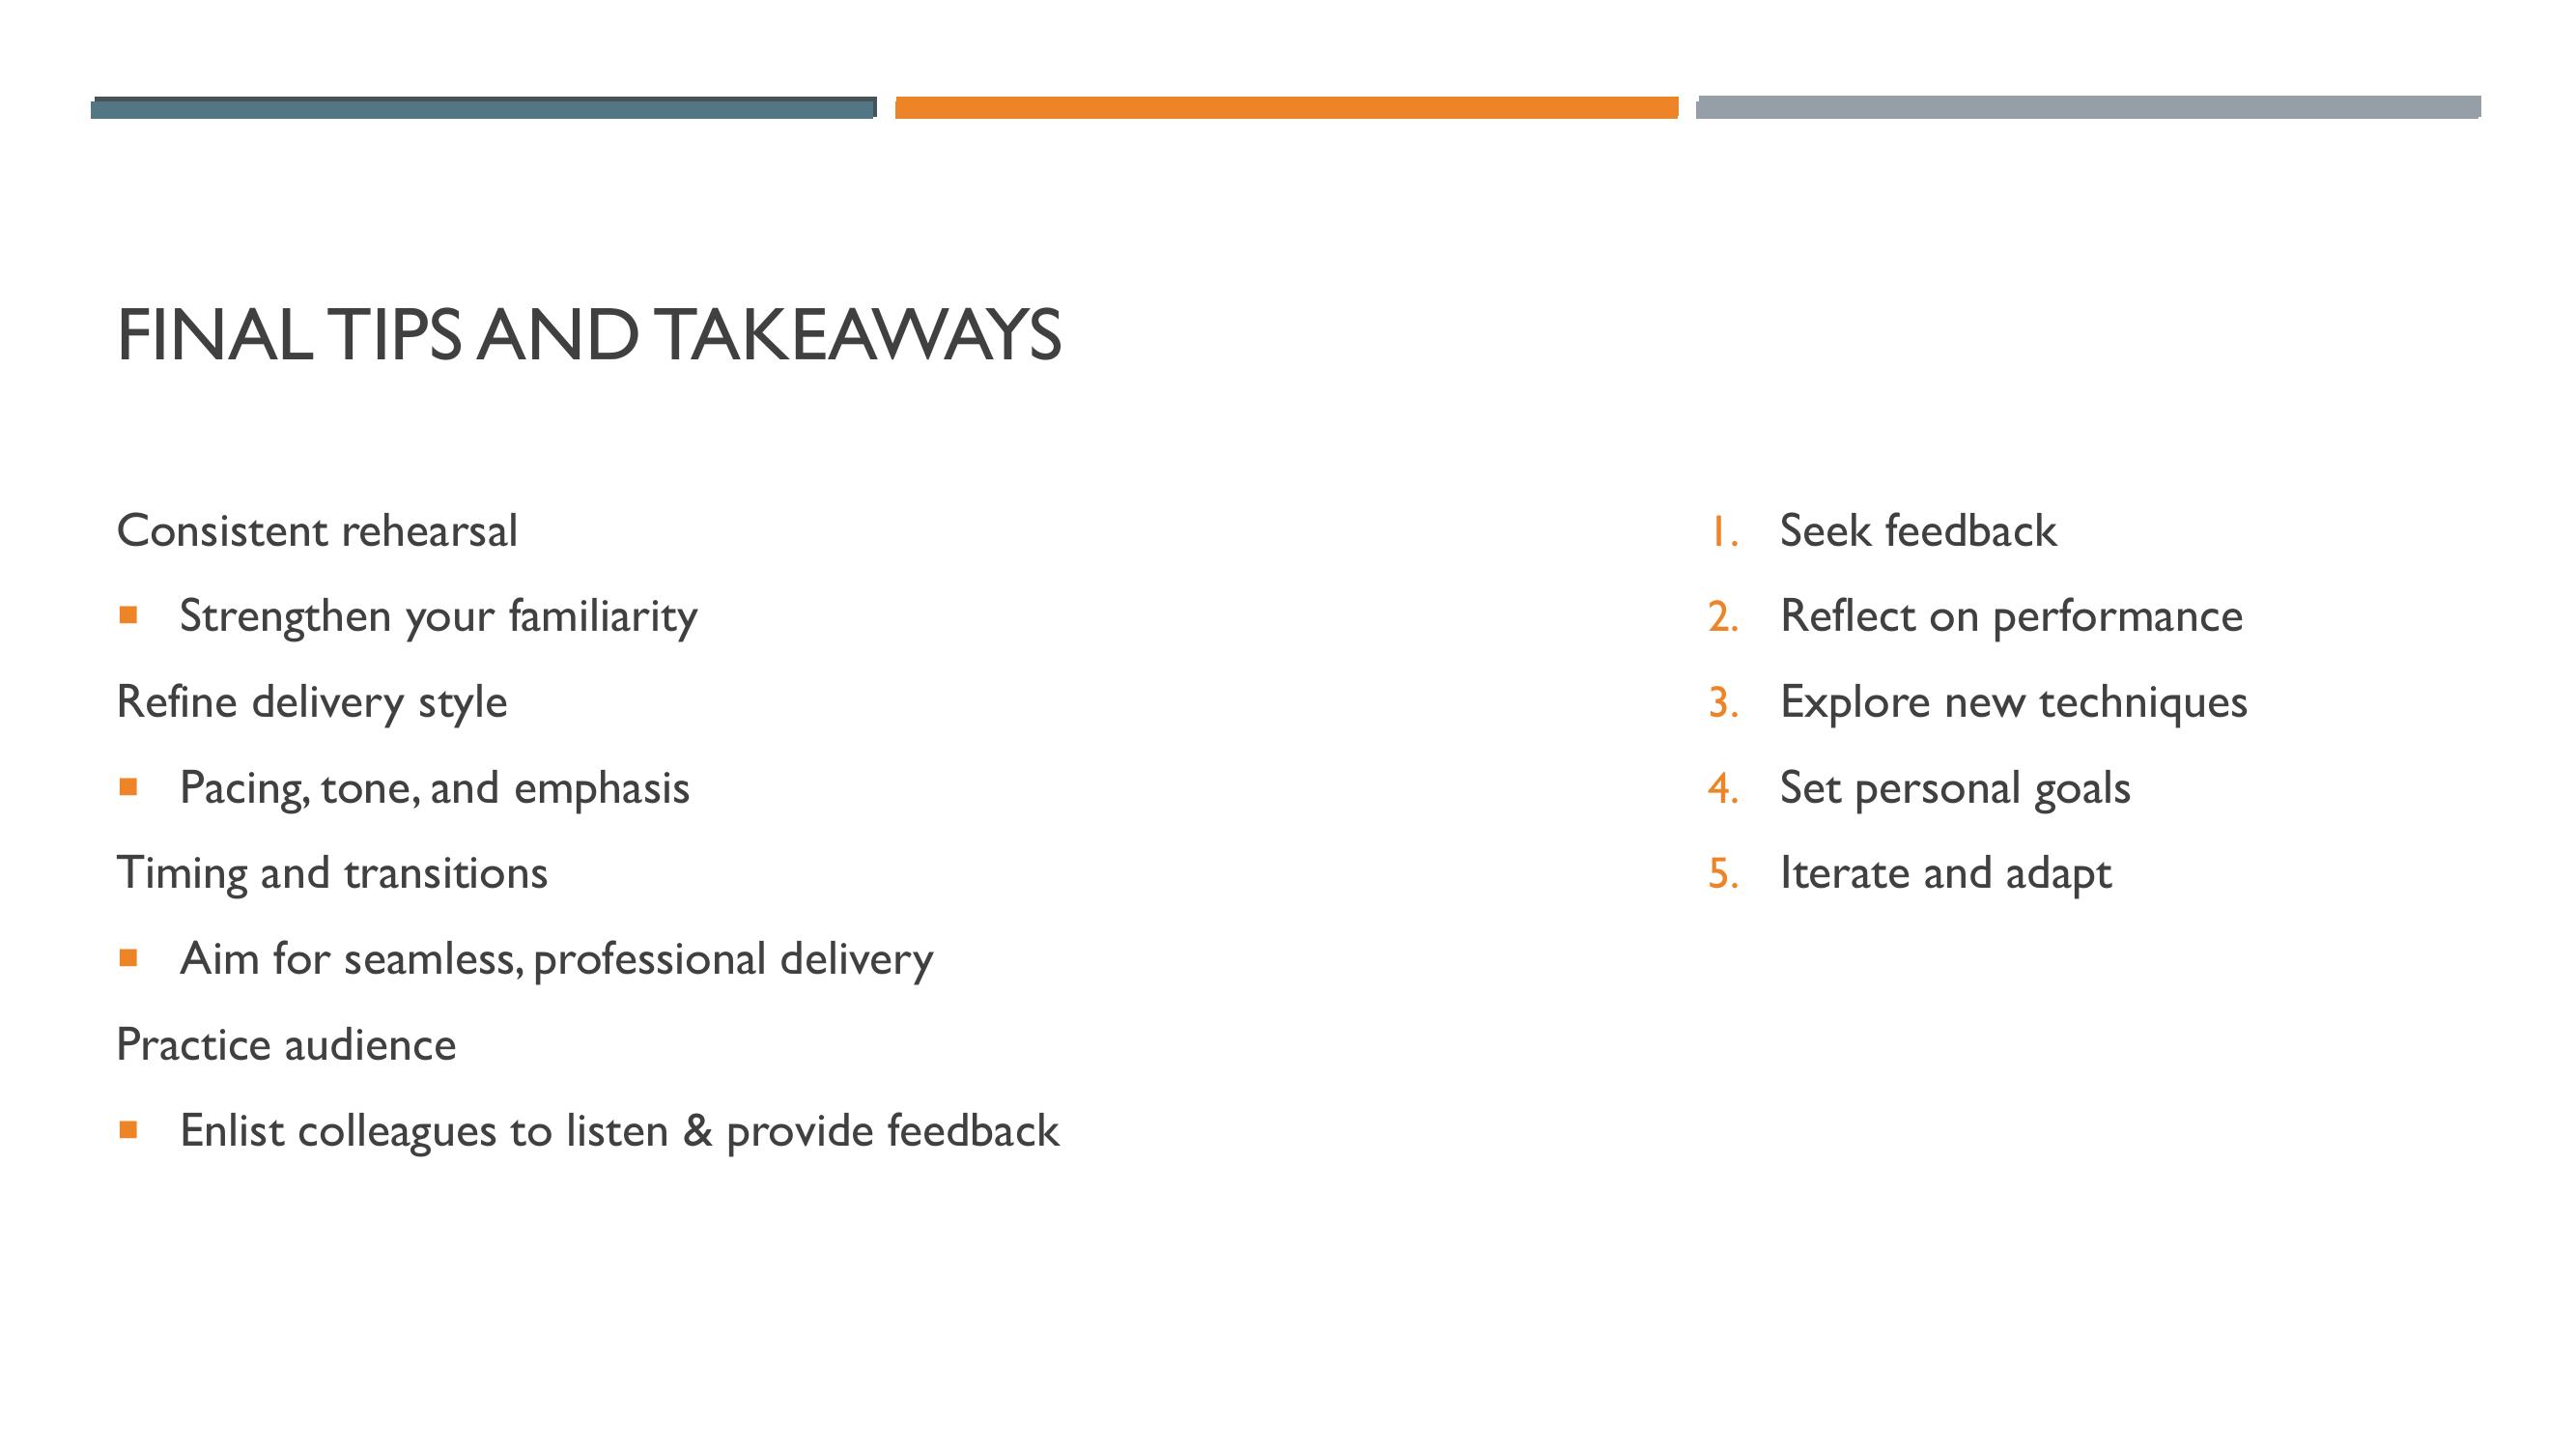 FINAL TIPS AND TAKEAWAYS
Consistent rehearsal
▪ Strengthen your familiarity
Refine delivery style
▪ Pacing, tone, and emphasis
Timing and transitions
▪ Aim for seamless, professional delivery
Practice audience
▪ Enlist colleagues to listen & provide feedback
1. Seek feedback
2. Reflect on performance
3. Explore new techniques
4. Set personal goals
5. Iterate and adapt